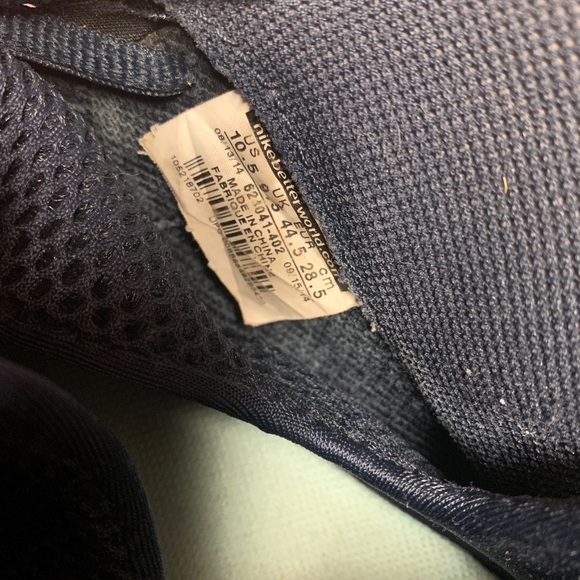 nikebetterworld.com
US UK EUR cm
10.5 9.5 44.5 28.5
08/13/14 09/15/14
MADE IN CHINA
FABRIQUE EN CHINE
106218702